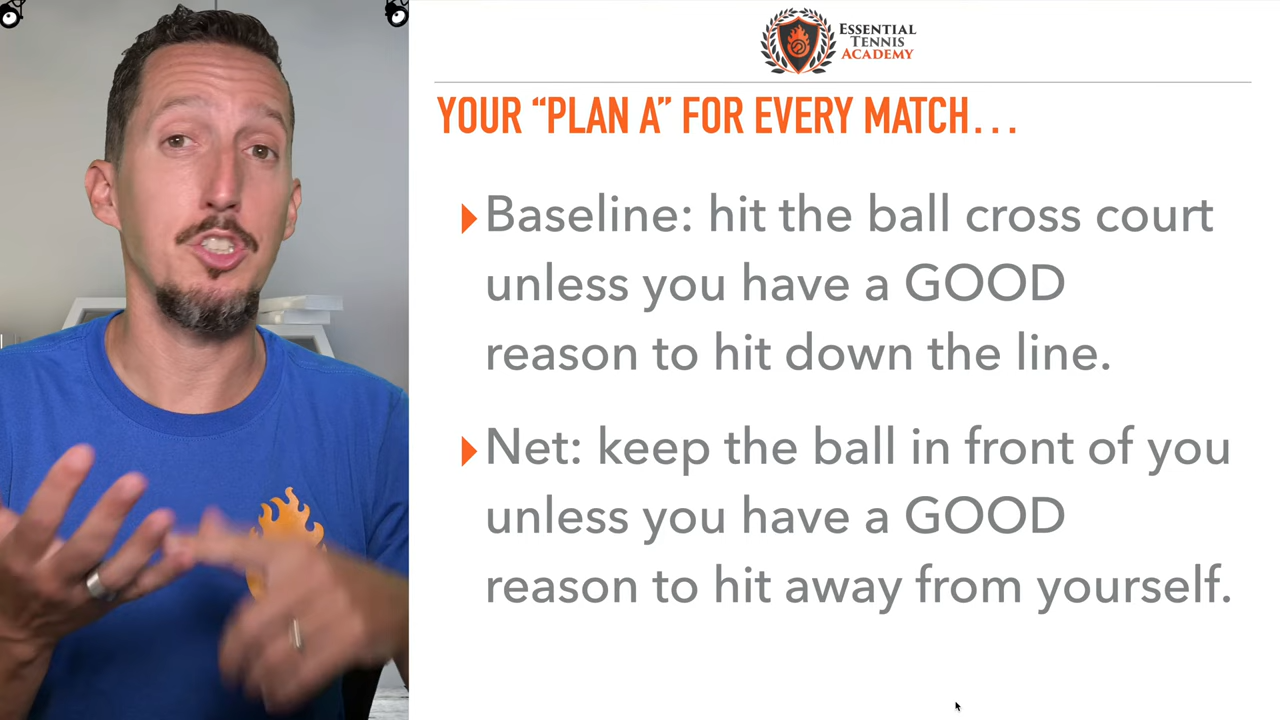 ESSENTIAL
TENNIS
ACADEMY
YOUR “PLAN A” FOR EVERY MATCH...
Baseline: hit the ball cross court
unless you have a GOOD
reason to hit down the line.
Net: keep the ball in front of you
unless you have a GOOD
reason to hit away from yourself.